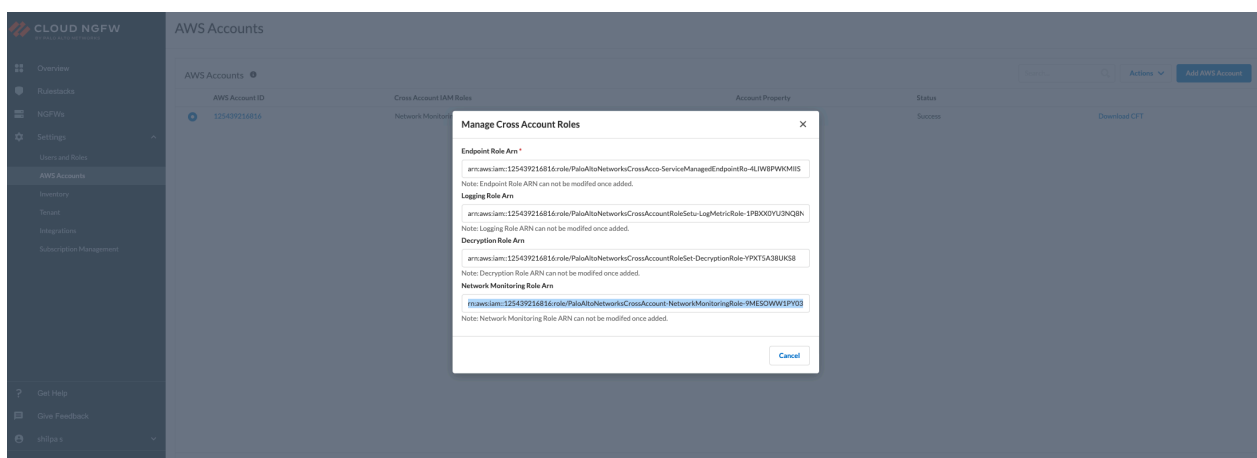 CLOUD NGFW
BY PALO ALTO NETWORKS
AWS Accounts
Overview
Rulestacks
NGFWs
Settings
Users and Roles
AWS Accounts
Inventory
Tenant
Integrations
Subscription Management
Get Help
Give Feedback
shilpa s
AWS Accounts
Actions
Add AWS Account
AWS Account ID
Cross Account IAM Roles
Account Property
Status
125439216816
Network Monitorin
Success
Download CFT
Manage Cross Account Roles
Endpoint Role Arn *
arn:aws:iam::125439216816:role/PaloAltoNetworksCrossAcco-ServiceManagedEndpointRo-4LIW8PWKMIIS
Note: Endpoint Role ARN can not be modifed once added.
Logging Role Arn
arn:aws:iam::125439216816:role/PaloAltoNetworksCrossAccountRoleSetu-LogMetricRole-1PBXX0YU3NQ8N
Note: Logging Role ARN can not be modifed once added.
Decryption Role Arn
arn:aws:iam::125439216816:role/PaloAltoNetworksCrossAccountRoleSet-DecryptionRole-YPXT5A38UKS8
Note: Decryption Role ARN can not be modifed once added.
Network Monitoring Role Arn
rn:aws:iam::125439216816:role/PaloAltoNetworksCrossAccount-NetworkMonitoringRole-9MESOWW1PY03
Note: Network Monitoring Role ARN can not be modifed once added.
Cancel